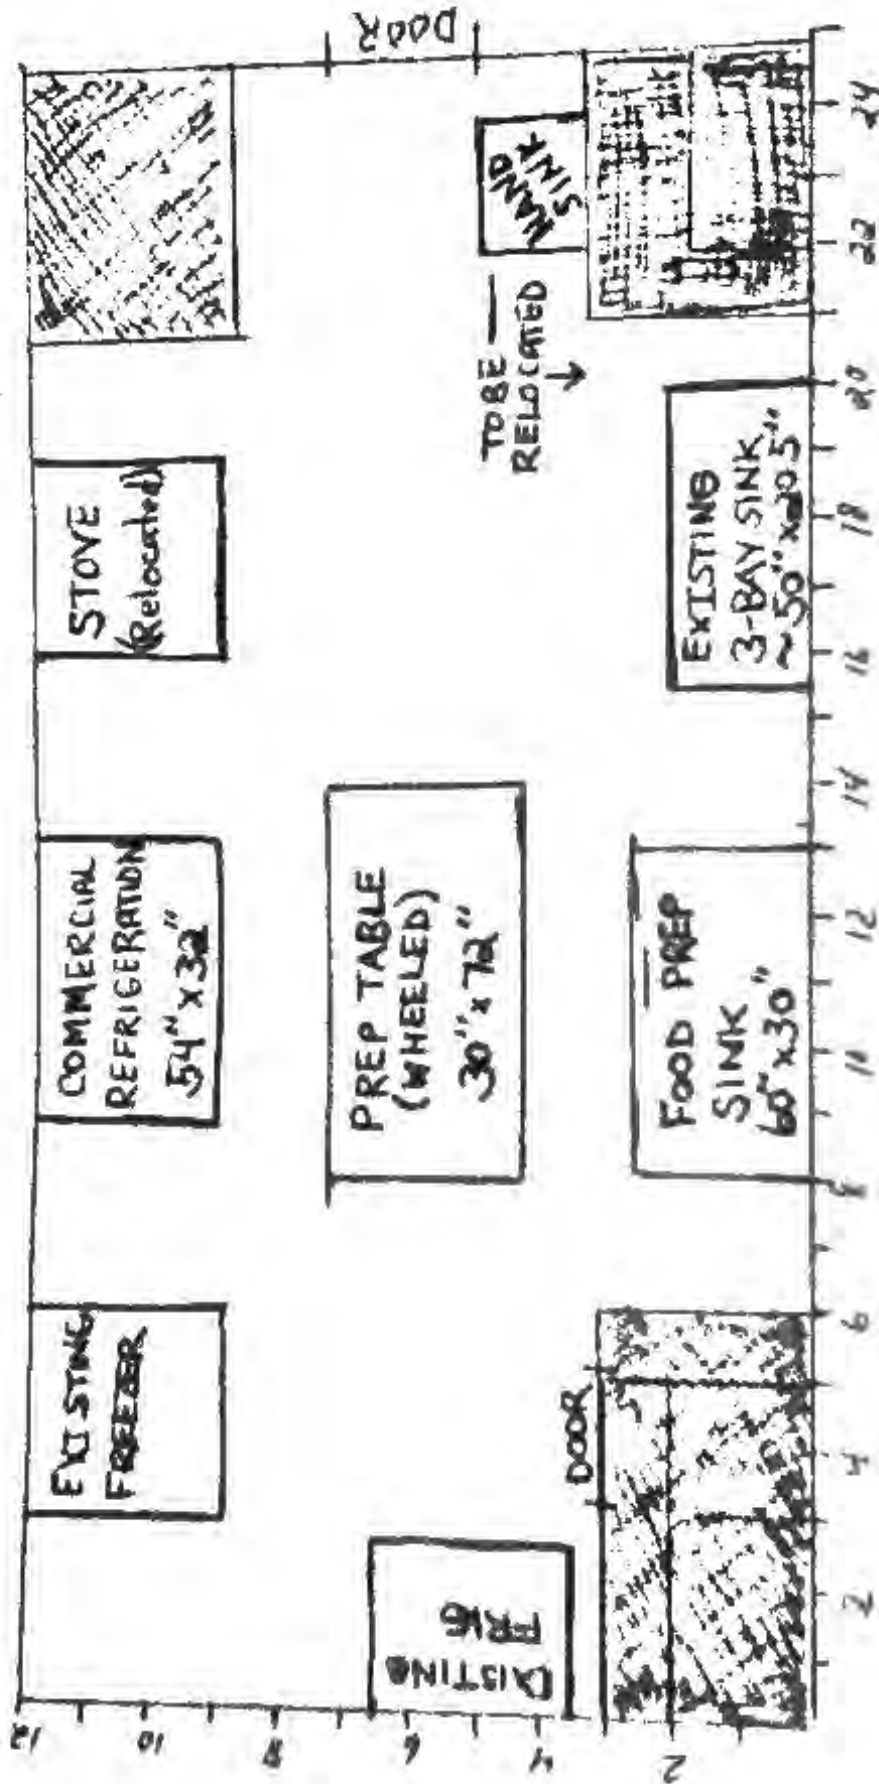 EXISTING
FREEZER
COMMERCIAL
REFRIGERATION
54" x 32"
STOVE
(Relocated)
DOOR
EXISTING
FRIG
PREP TABLE
(WHEELED)
30" x 72"
TO BE —
RELOCATED
↓
HAND
SINK
DOOR
FOOD PREP
SINK
60" x 30"
EXISTING
3-BAY SINK
~50" x 20.5"
12
10
8
6
4
2
2
4
6
8
10
12
14
16
18
20
22
24